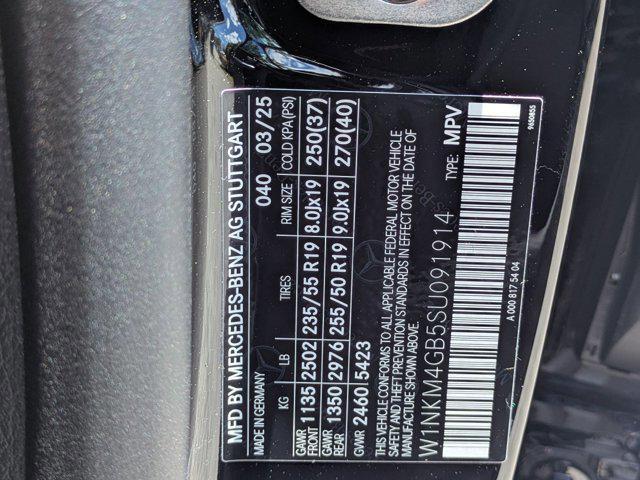 MFD BY MERCEDES-BENZ AG STUTTGART
MADE IN GERMANY 040 03/25
KG LB TIRES RIM SIZE COLD KPA(PSI)
GAWR FRONT 1135 2502 235/55 R19 8.0Jx19 250(37)
GAWR REAR 1350 2976 255/50 R19 9.0Jx19 270(40)
GVWR 2460 5423
THIS VEHICLE CONFORMS TO ALL APPLICABLE FEDERAL MOTOR VEHICLE
SAFETY AND THEFT PREVENTION STANDARDS IN EFFECT ON THE DATE OF
MANUFACTURE SHOWN ABOVE.
W1NKM4GB5SU091914 TYPE: MPV
A 000 817 54 04 9650855